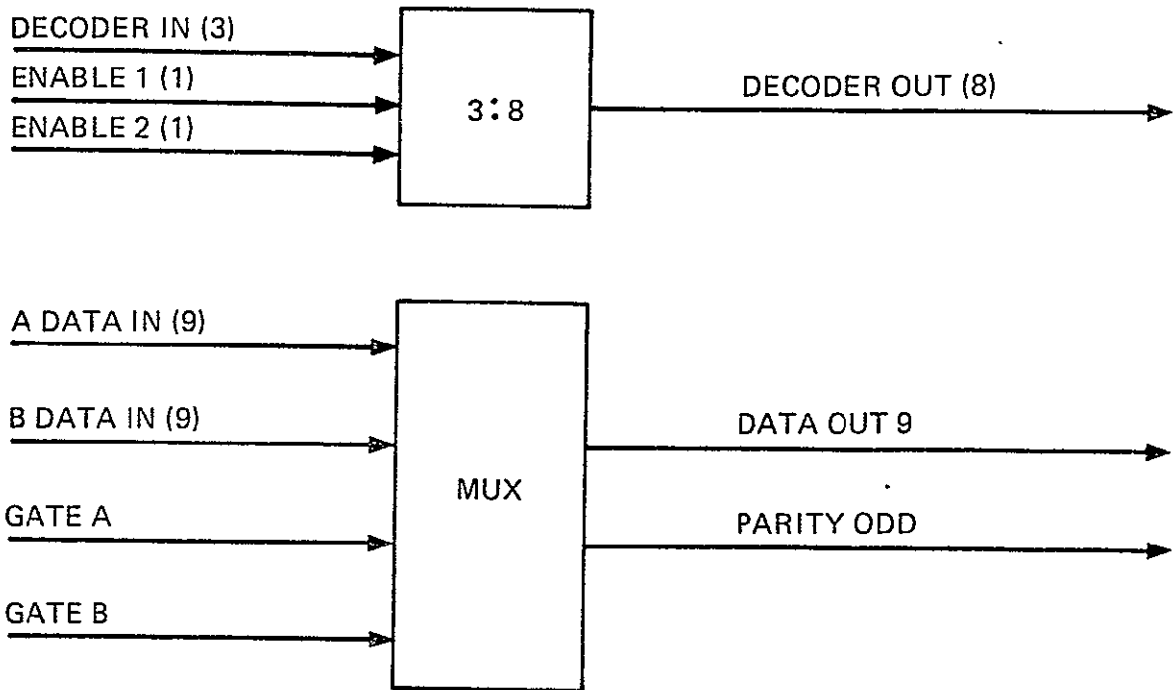 DECODER IN (3)
ENABLE 1 (1)
ENABLE 2 (1)
3:8
DECODER OUT (8)
A DATA IN (9)
B DATA IN (9)
GATE A
GATE B
MUX
DATA OUT 9
PARITY ODD